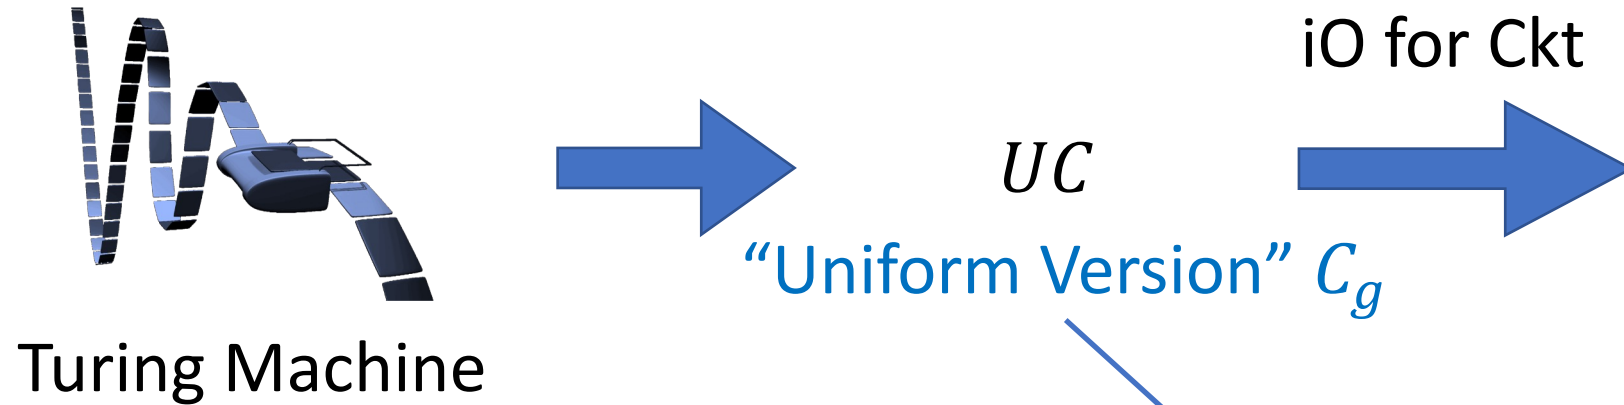 iO for Ckt
UC
“Uniform Version” C_g
Turing Machine